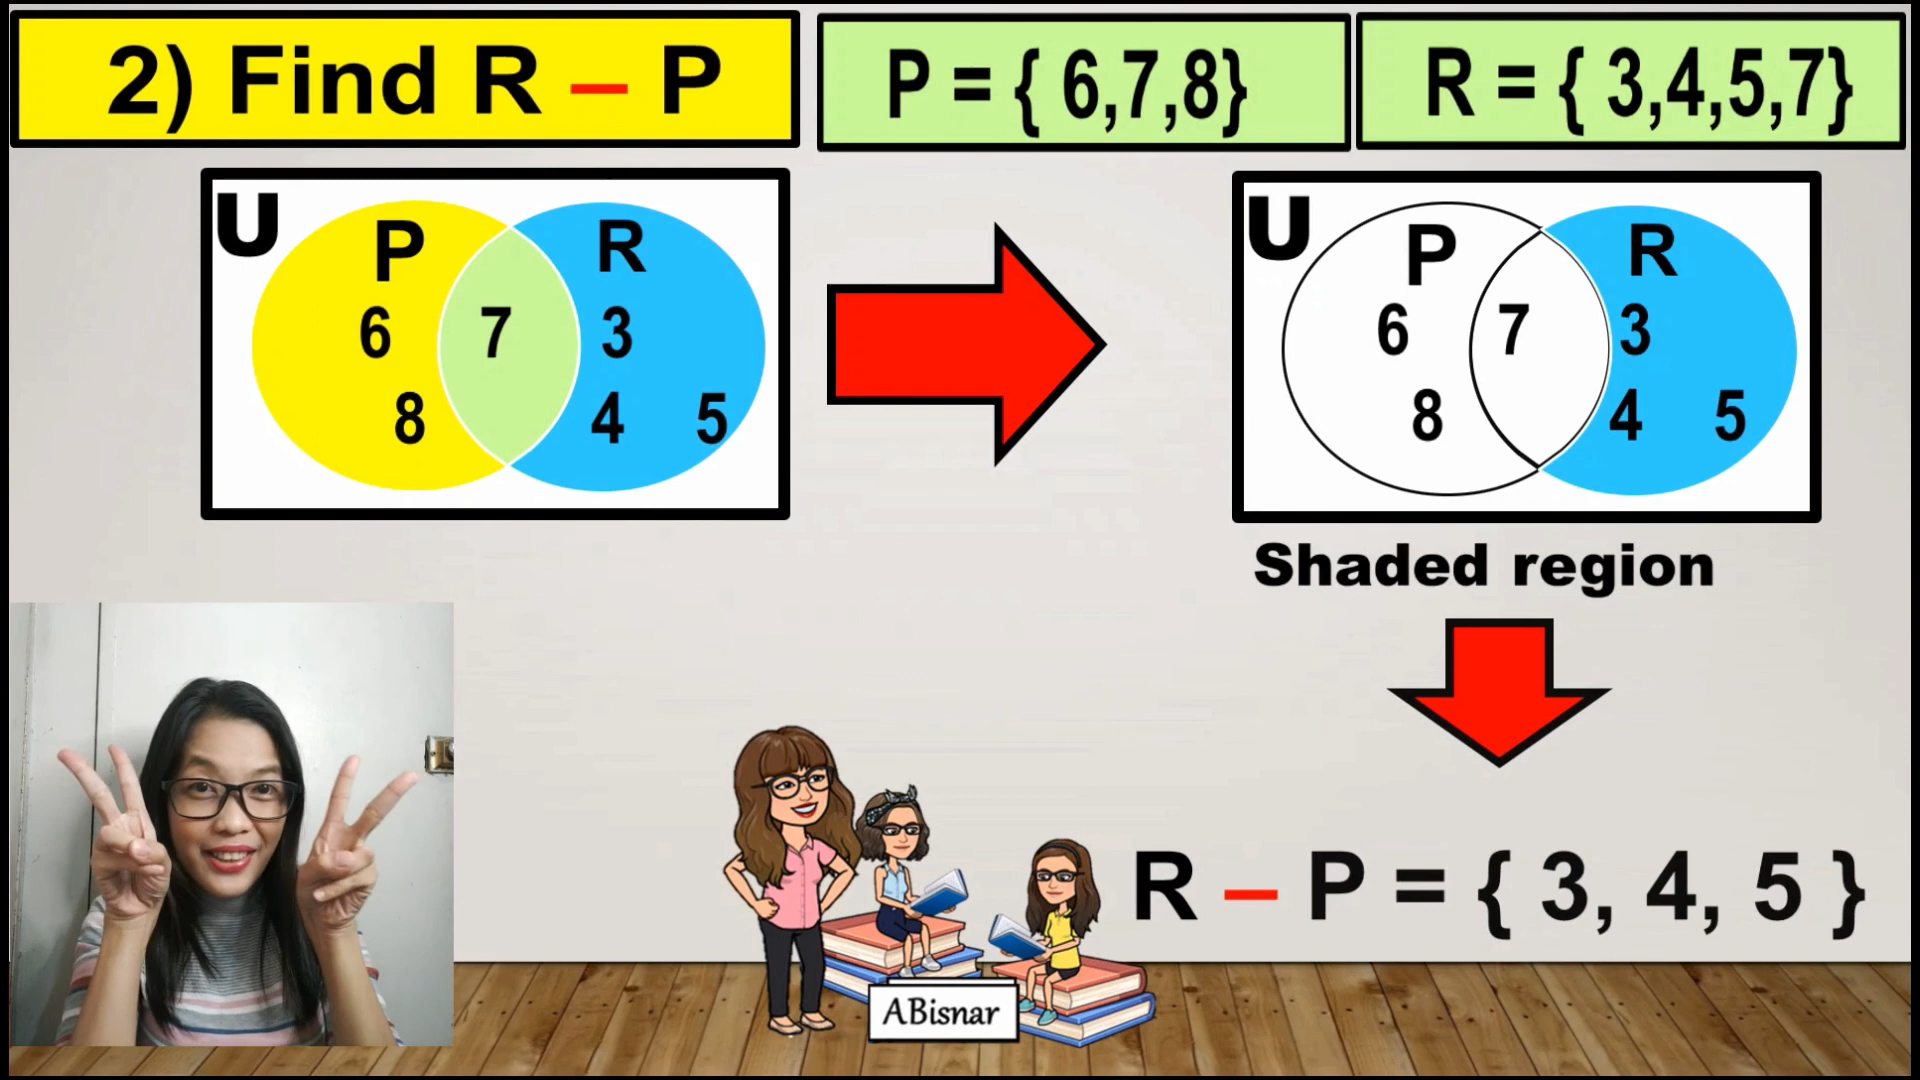 2) Find R – P
P = { 6,7,8}
R = { 3,4,5,7}
U
P
R
6
7
3
8
4
5
U
P
R
6
7
3
8
4
5
Shaded region
R – P = { 3, 4, 5 }
ABisnar